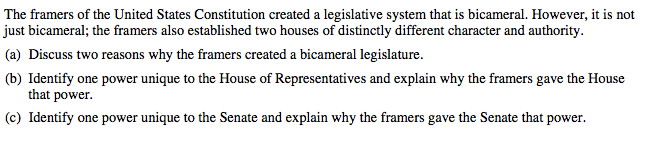 The framers of the United States Constitution created a legislative system that is bicameral. However, it is not
just bicameral; the framers also established two houses of distinctly different character and authority.
(a) Discuss two reasons why the framers created a bicameral legislature.
(b) Identify one power unique to the House of Representatives and explain why the framers gave the House
that power.
(c) Identify one power unique to the Senate and explain why the framers gave the Senate that power.